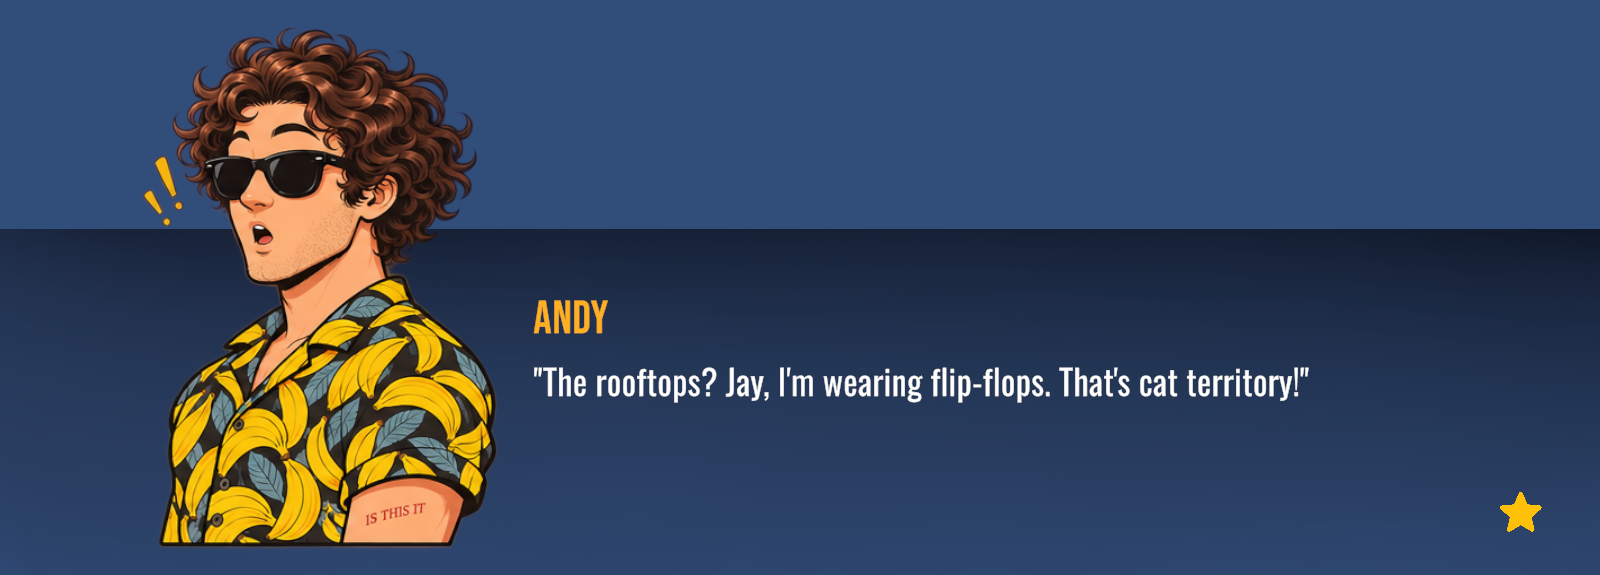 ANDY
"The rooftops? Jay, I'm wearing flip-flops. That's cat territory!"
IS THIS IT